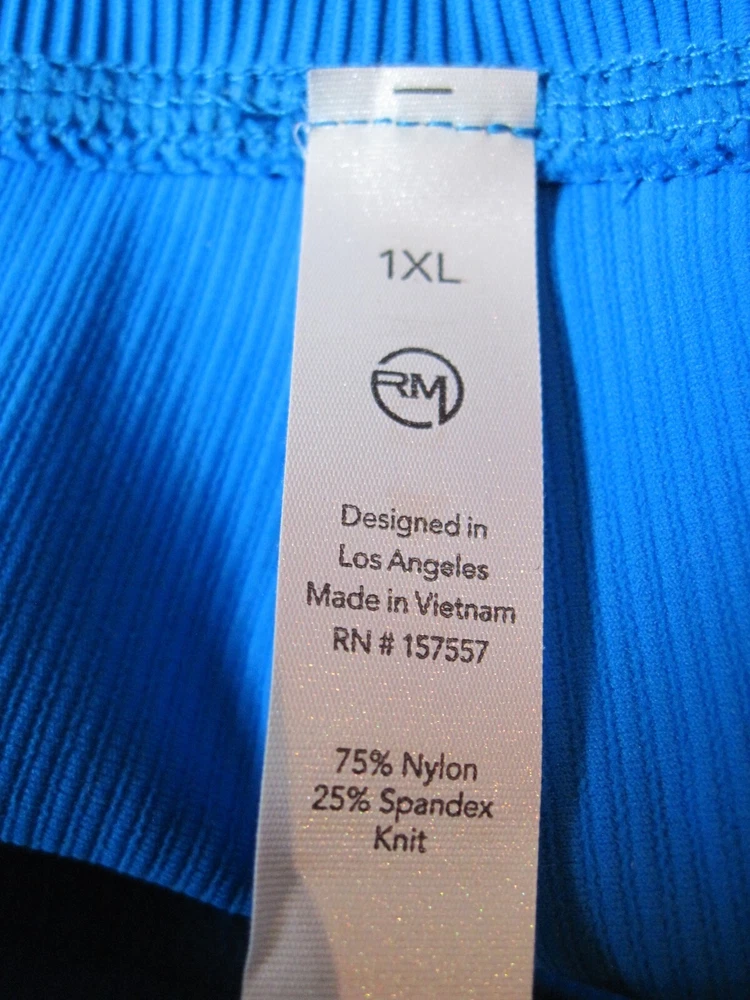 1XL
RM
Designed in
Los Angeles
Made in Vietnam
RN # 157557
75% Nylon
25% Spandex
Knit